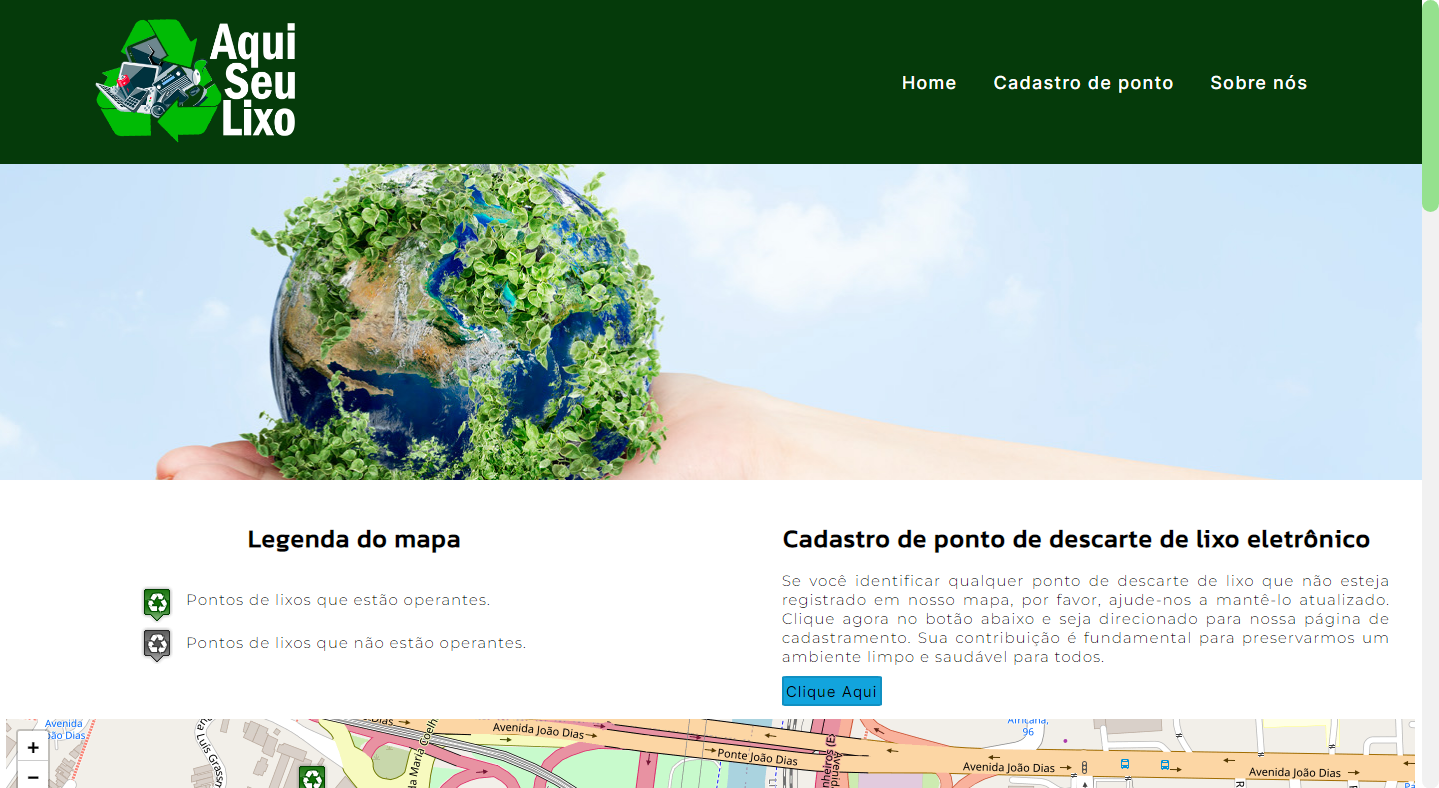 Aqui
Seu
Lixo
Home
Cadastro de ponto
Sobre nós
Legenda do mapa
Pontos de lixos que estão operantes.
Pontos de lixos que não estão operantes.
Cadastro de ponto de descarte de lixo eletrônico
Se você identificar qualquer ponto de descarte de lixo que não esteja
registrado em nosso mapa, por favor, ajude-nos a mantê-lo atualizado.
Clique agora no botão abaixo e seja direcionado para nossa página de
cadastramento. Sua contribuição é fundamental para preservarmos um
ambiente limpo e saudável para todos.
Clique Aqui
+
−
Avenida
João Dias
Avenida João Dias
Ponte João Dias
Africana,
96
Avenida João Dias
Avenida João Dias